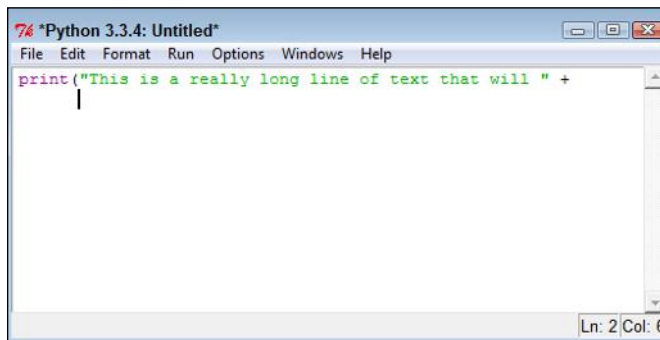 *Python 3.3.4: Untitled*
File Edit Format Run Options Windows Help
print("This is a really long line of text that will " +
Ln: 2 Col: 6